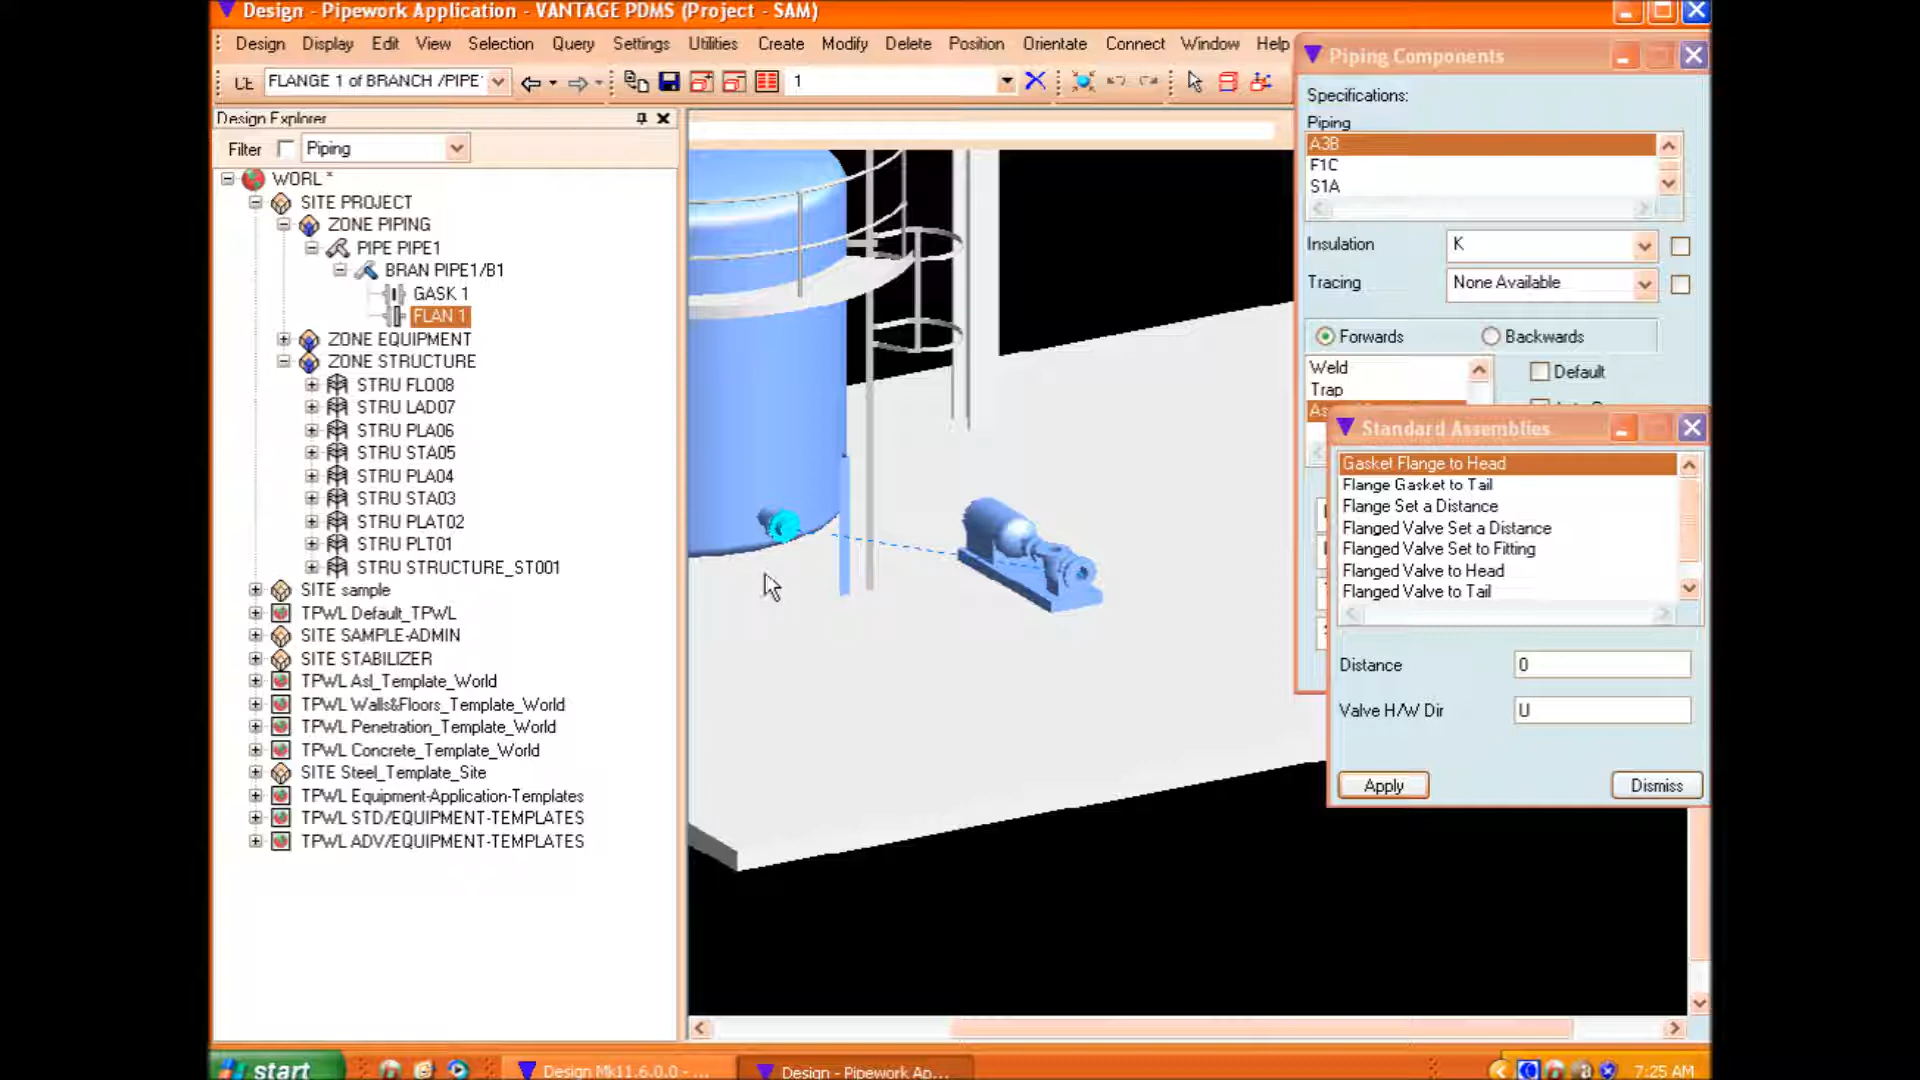 Design - Pipework Application - VANTAGE PDMS (Project - SAM)
Design Display Edit View Selection Query Settings Utilities Create Modify Delete Position Orientate Connect Window Help
CE FLANGE 1 of BRANCH /PIPE 1
Design Explorer
Filter Piping
WORL *
SITE PROJECT
ZONE PIPING
PIPE PIPE1
BRAN PIPE1/B1
GASK 1
FLAN 1
ZONE EQUIPMENT
ZONE STRUCTURE
STRU FLO08
STRU LAD07
STRU PLA06
STRU STA05
STRU PLA04
STRU STA03
STRU PLAT02
STRU PLT01
STRU STRUCTURE_ST001
SITE sample
TPWL Default_TPWL
SITE SAMPLE-ADMIN
SITE STABILIZER
TPWL Asl_Template_World
TPWL Walls&Floors_Template_World
TPWL Penetration_Template_World
TPWL Concrete_Template_World
SITE Steel_Template_Site
TPWL Equipment-Application-Templates
TPWL STD/EQUIPMENT-TEMPLATES
TPWL ADV/EQUIPMENT-TEMPLATES
Piping Components
Specifications:
Piping
A3B
F1C
S1A
Insulation K
Tracing None Available
Forwards Backwards
Weld
Trap
Default
Standard Assemblies
Gasket Flange to Head
Flange Gasket to Tail
Flange Set a Distance
Flanged Valve Set a Distance
Flanged Valve Set to Fitting
Flanged Valve to Head
Flanged Valve to Tail
Distance 0
Valve H/W Dir U
Apply Dismiss
start Design Mk11.6.0.0 - ... Design - Pipework Ap... 7:25 AM